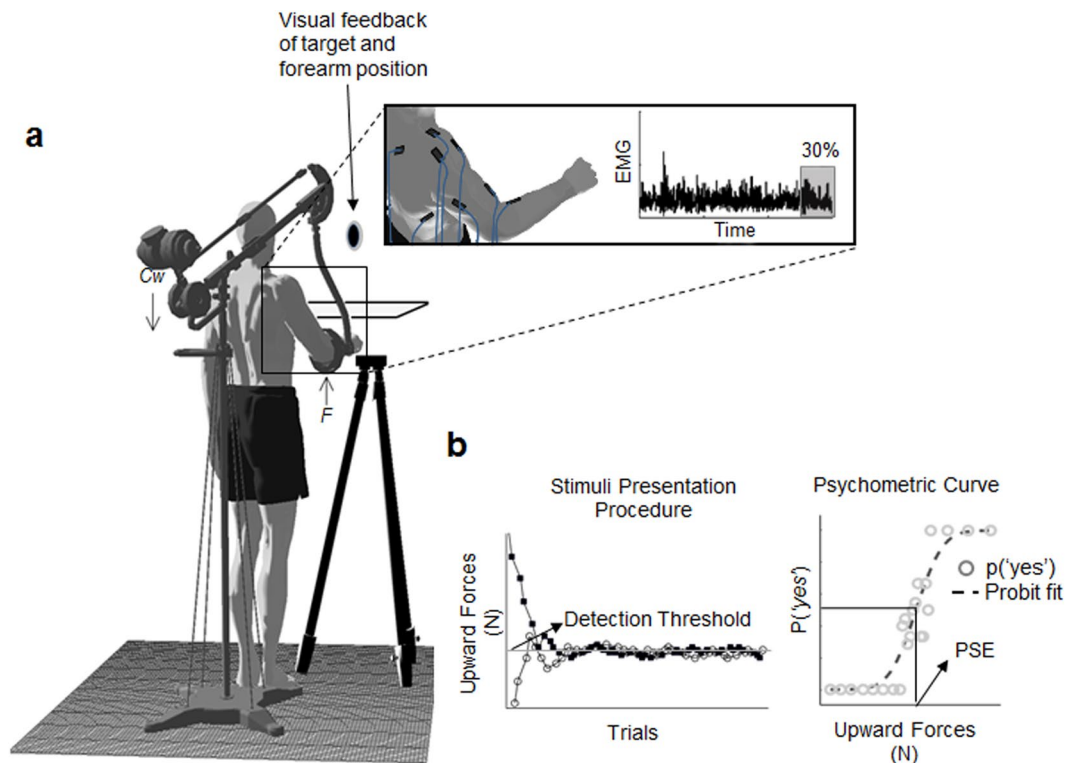 Visual feedback
of target and
forearm position
a
30%
EMG
Time
Cw
F
b
Stimuli Presentation
Procedure
Upward Forces
(N)
Detection Threshold
Trials
Psychometric Curve
P('yes')
p('yes')
Probit fit
PSE
Upward Forces
(N)